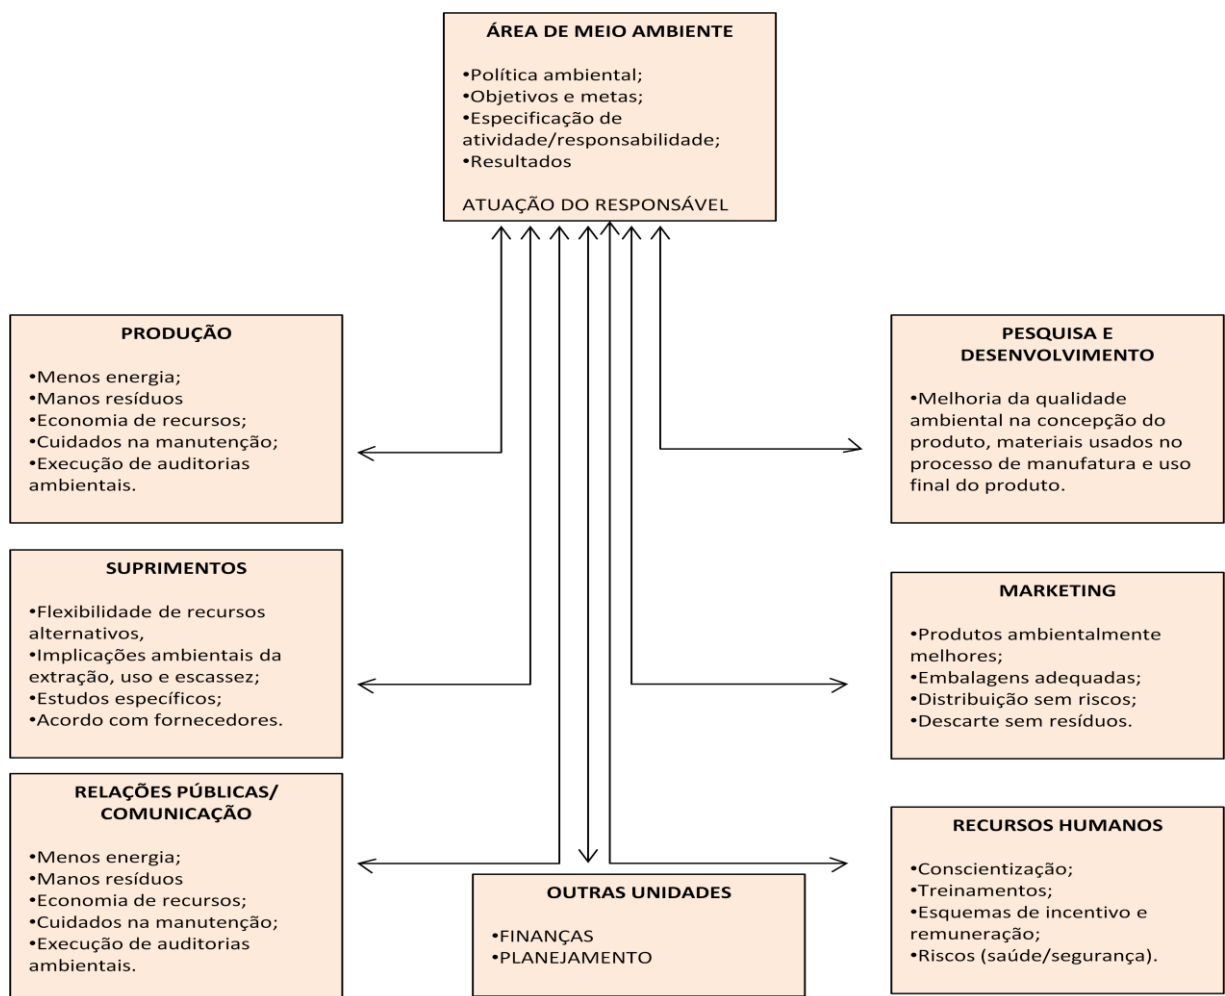 ÁREA DE MEIO AMBIENTE
•Política ambiental;
•Objetivos e metas;
•Especificação de
atividade/responsabilidade;
•Resultados
ATUAÇÃO DO RESPONSÁVEL
PRODUÇÃO
•Menos energia;
•Manos resíduos
•Economia de recursos;
•Cuidados na manutenção;
•Execução de auditorias
ambientais.
PESQUISA E
DESENVOLVIMENTO
•Melhoria da qualidade
ambiental na concepção do
produto, materiais usados no
processo de manufatura e uso
final do produto.
SUPRIMENTOS
•Flexibilidade de recursos
alternativos,
•Implicações ambientais da
extração, uso e escassez;
•Estudos específicos;
•Acordo com fornecedores.
MARKETING
•Produtos ambientalmente
melhores;
•Embalagens adequadas;
•Distribuição sem riscos;
•Descarte sem resíduos.
RELAÇÕES PÚBLICAS/
COMUNICAÇÃO
•Menos energia;
•Manos resíduos
•Economia de recursos;
•Cuidados na manutenção;
•Execução de auditorias
ambientais.
OUTRAS UNIDADES
•FINANÇAS
•PLANEJAMENTO
RECURSOS HUMANOS
•Conscientização;
•Treinamentos;
•Esquemas de incentivo e
remuneração;
•Riscos (saúde/segurança).